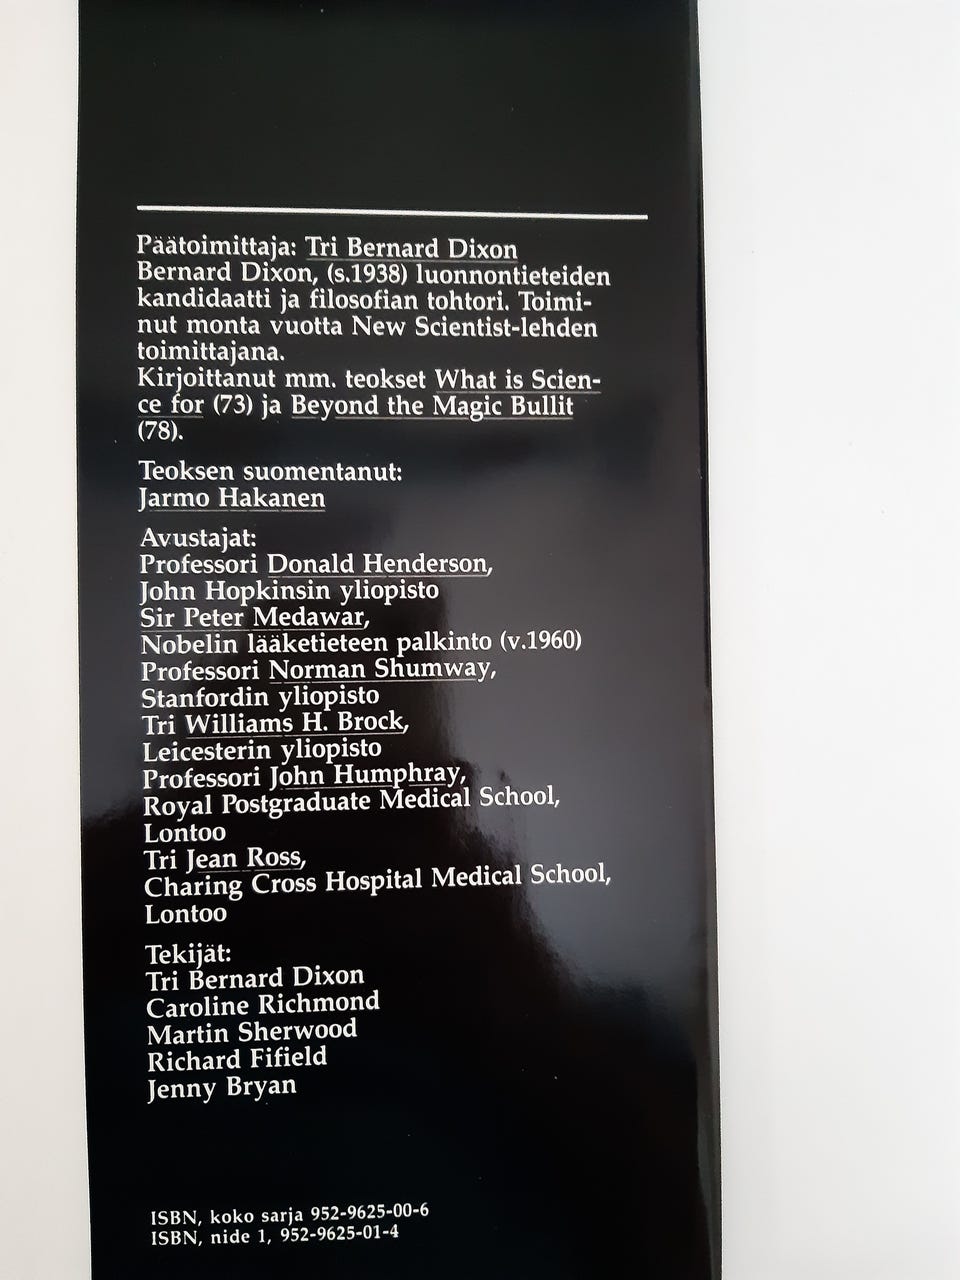 Päätoimittaja: Tri Bernard Dixon
Bernard Dixon, (s.1938) luonnontieteiden
kandidaatti ja filosofian tohtori. Toimi-
nut monta vuotta New Scientist-lehden
toimittajana.
Kirjoittanut mm. teokset What is Scien-
ce for (73) ja Beyond the Magic Bullit
(78).
Teoksen suomentanut:
Jarmo Hakanen
Avustajat:
Professori Donald Henderson,
John Hopkinsin yliopisto
Sir Peter Medawar,
Nobelin lääketieteen palkinto (v.1960)
Professori Norman Shumway,
Stanfordin yliopisto
Tri Williams H. Brock,
Leicesterin yliopisto
Professori John Humphray,
Royal Postgraduate Medical School,
Lontoo
Tri Jean Ross,
Charing Cross Hospital Medical School,
Lontoo
Tekijät:
Tri Bernard Dixon
Caroline Richmond
Martin Sherwood
Richard Fifield
Jenny Bryan
ISBN, koko sarja 952-9625-00-6
ISBN, nide 1, 952-9625-01-4